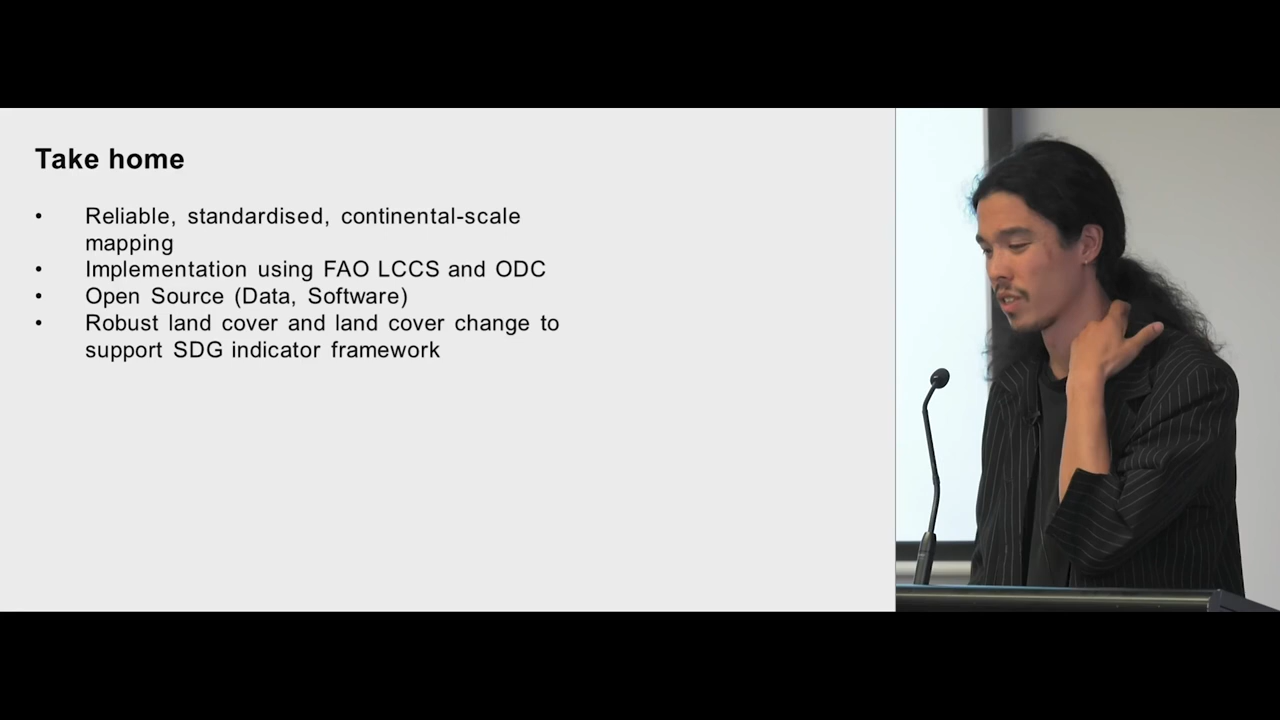 Take home
• Reliable, standardised, continental-scale
mapping
• Implementation using FAO LCCS and ODC
• Open Source (Data, Software)
• Robust land cover and land cover change to
support SDG indicator framework